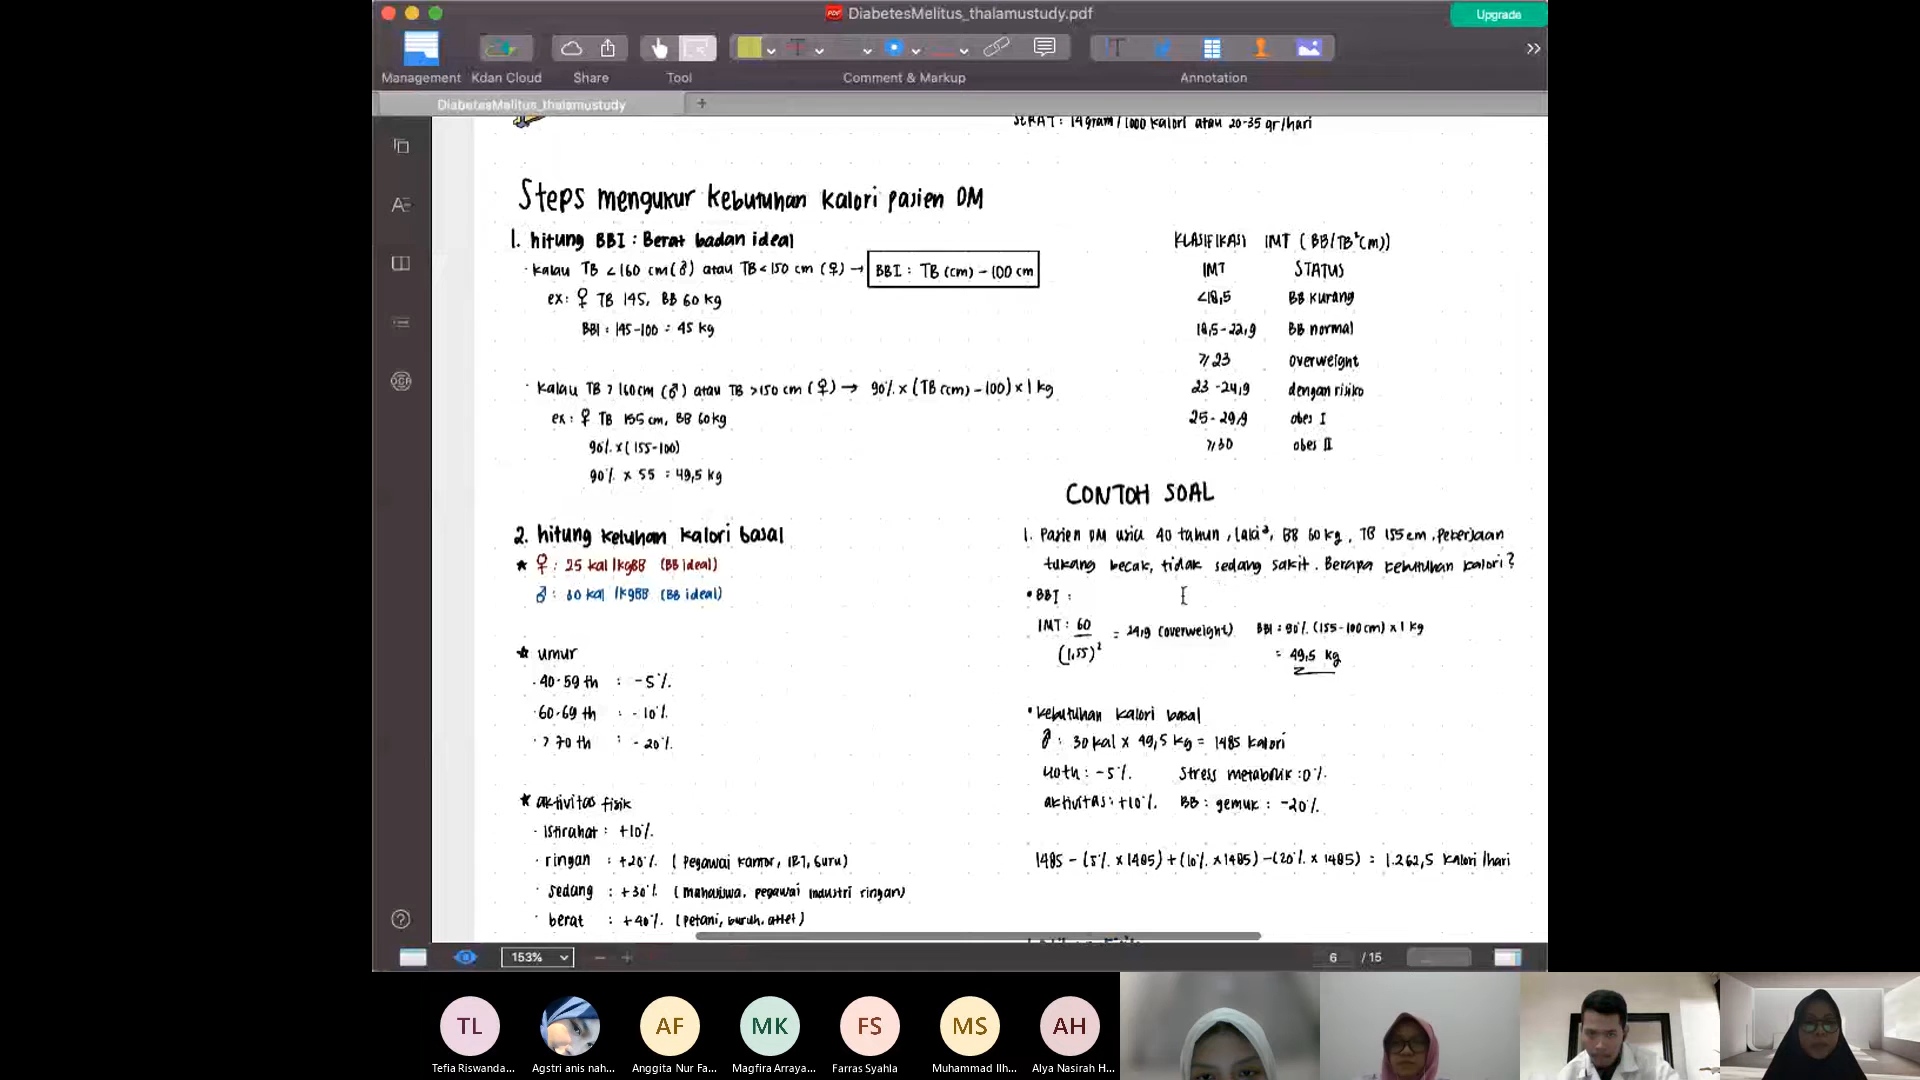 DiabetesMelitus_thalamustudy.pdf
Upgrade
Management
Kdan Cloud
Share
Tool
Comment & Markup
Annotation
DiabetesMelitus_thalamustudy
SERAT : 14 gram / 1000 kalori atau 20-35 gr/hari
Steps mengukur kebutuhan kalori pasien DM
1. hitung BBI : Berat badan ideal
· kalau TB < 160 cm (♂) atau TB < 150 cm (♀) → BBI : TB (cm) - 100 cm
ex : ♀ TB 145, BB 60 kg
BBI : 145-100 = 45 kg
· kalau TB > 160 cm (♂) atau TB > 150 cm (♀) → 90% x (TB (cm) - 100) x 1 kg
ex : ♀ TB 155 cm, BB 60 kg
90% x (155-100)
90% x 55 = 49,5 kg
2. hitung keluhan kalori basal
★ ♀ : 25 kal /kgBB (BB ideal)
♂ : 30 kal /kgBB (BB ideal)
★ umur
· 40-59 th : -5%
· 60-69 th : -10%
· > 70 th : -20%
★ aktivitas fisik
· istirahat : +10%
· ringan : +20% ( pegawai kantor, IRT, Guru)
· sedang : +30% (mahasiswa, pegawai industri ringan)
· berat : +40% (petani, buruh, atlet)
KLASIFIKASI IMT ( BB/TB²(m))
IMT STATUS
<18,5 BB kurang
18,5-22,9 BB normal
≥ 23 overweight
23 -24,9 dengan risiko
25-29,9 obes I
≥30 obes II
CONTOH SOAL
1. Pasien DM usia 40 tahun, laki², BB 60 kg, TB 155 cm. Pekerjaan
tukang becak, tidak sedang sakit. Berapa kebutuhan kalori?
• BBI :
IMT : 60 / (1,55)² = 24,9 (overweight) BBI = 90% (155-100cm) x 1 kg
= 49,5 kg
• kebutuhan kalori basal
♂ : 30 kal x 49,5 kg = 1485 kalori
40th : -5% Stress metabolik : 0%
aktivitas : +10% BB : gemuk : -20%
1485 - (5% x 1485) + (10% x 1485) - (20% x 1485) = 1.262,5 kalori /hari
153%
6 / 15
TL
AF
MK
FS
MS
AH
Tefia Riswanda...
Agstri anis nah...
Anggita Nur Fa...
Magfira Arraya...
Farras Syahla
Muhammad Ilh...
Alya Nasirah H...